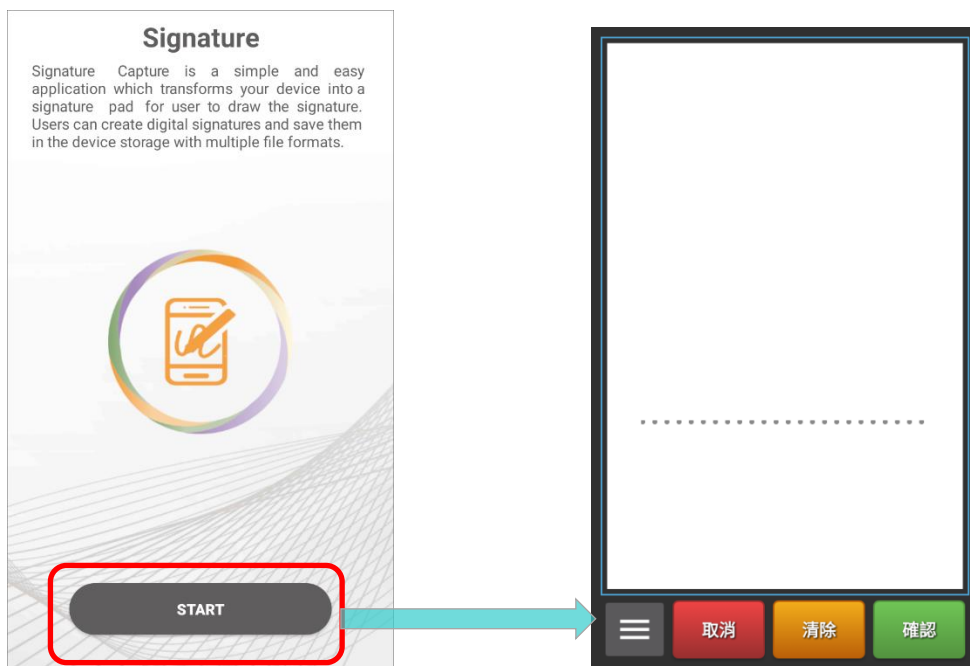 Signature
Signature Capture is a simple and easy
application which transforms your device into a
signature pad for user to draw the signature.
Users can create digital signatures and save them
in the device storage with multiple file formats.
START
取消
清除
確認